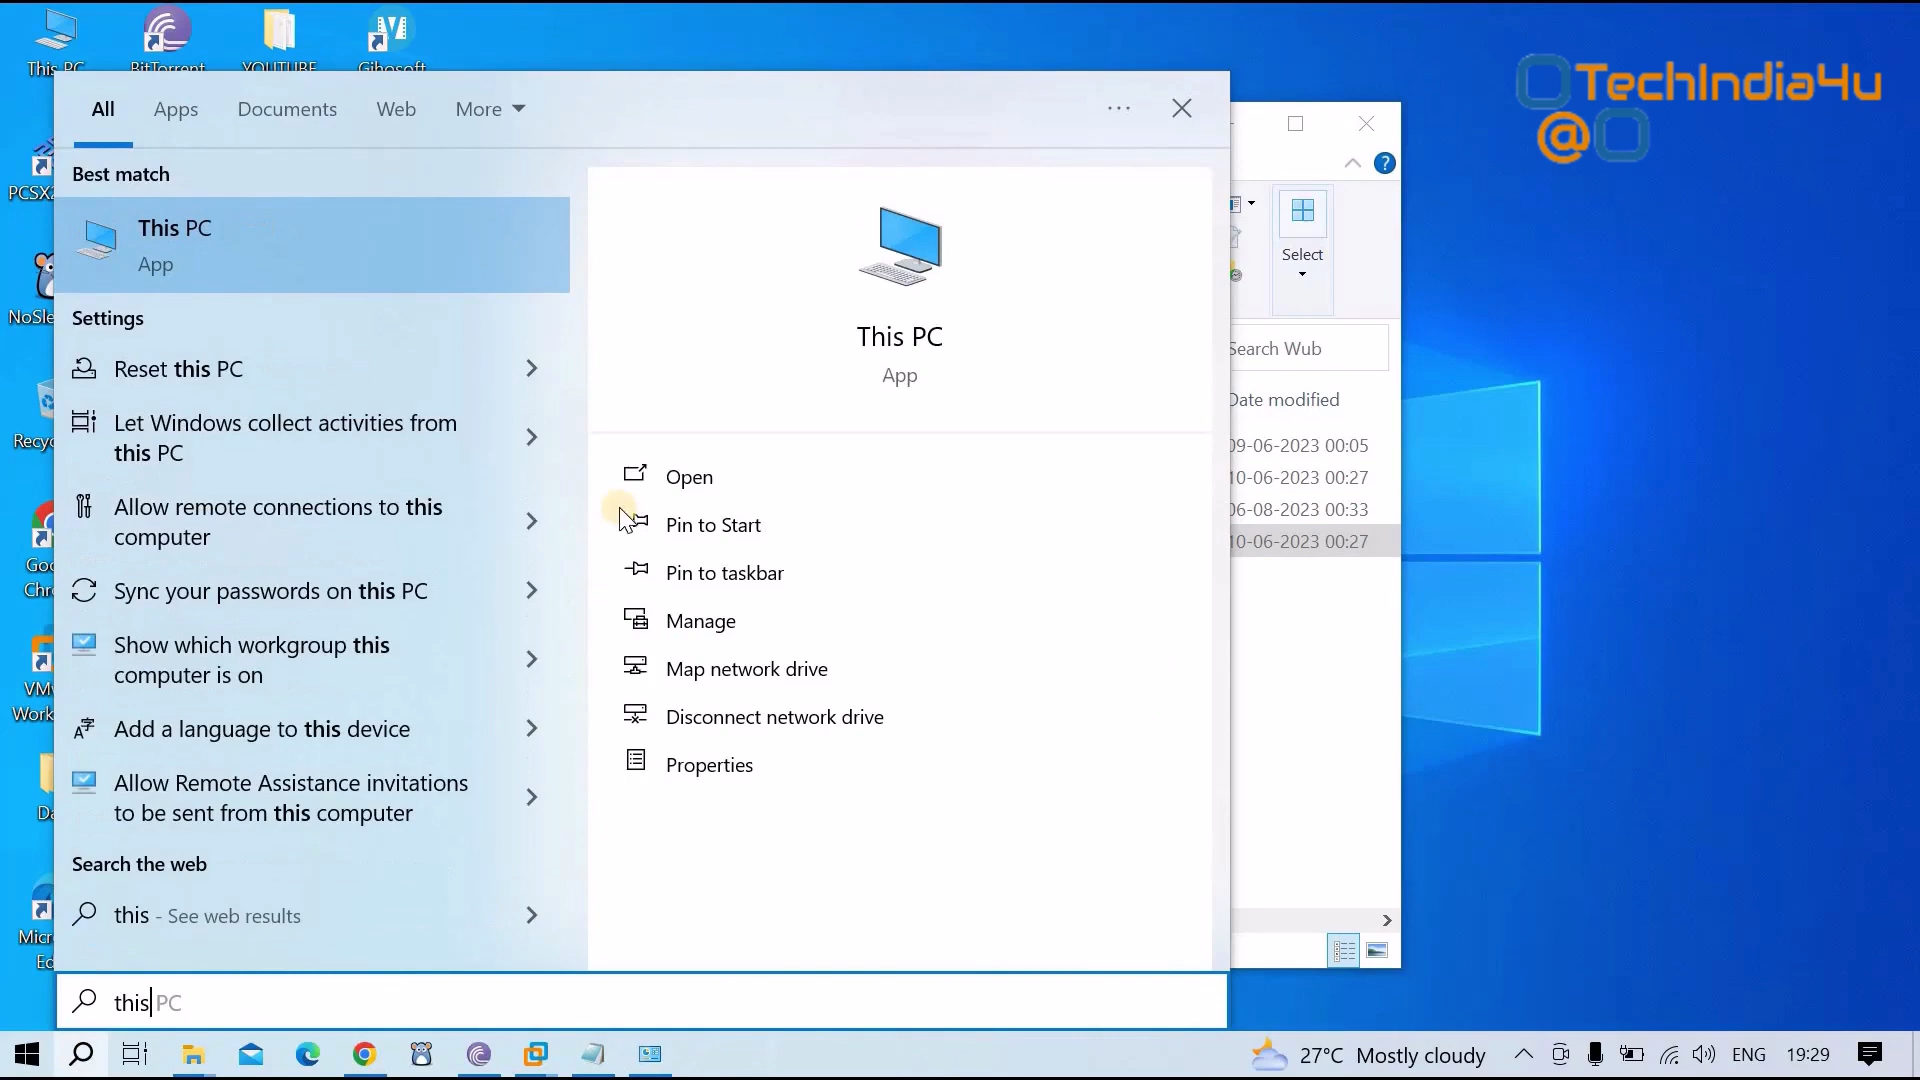 This PC
BitTorrent
YOUTUBE
Gihosoft
TechIndia4u
@
All
Apps
Documents
Web
More
Best match
This PC
App
Settings
Reset this PC
Let Windows collect activities from
this PC
Allow remote connections to this
computer
Sync your passwords on this PC
Show which workgroup this
computer is on
Add a language to this device
Allow Remote Assistance invitations
to be sent from this computer
Search the web
this - See web results
this PC
This PC
App
Open
Pin to Start
Pin to taskbar
Manage
Map network drive
Disconnect network drive
Properties
Select
Search Wub
Date modified
09-06-2023 00:05
10-06-2023 00:27
06-08-2023 00:33
10-06-2023 00:27
27°C Mostly cloudy
ENG
19:29